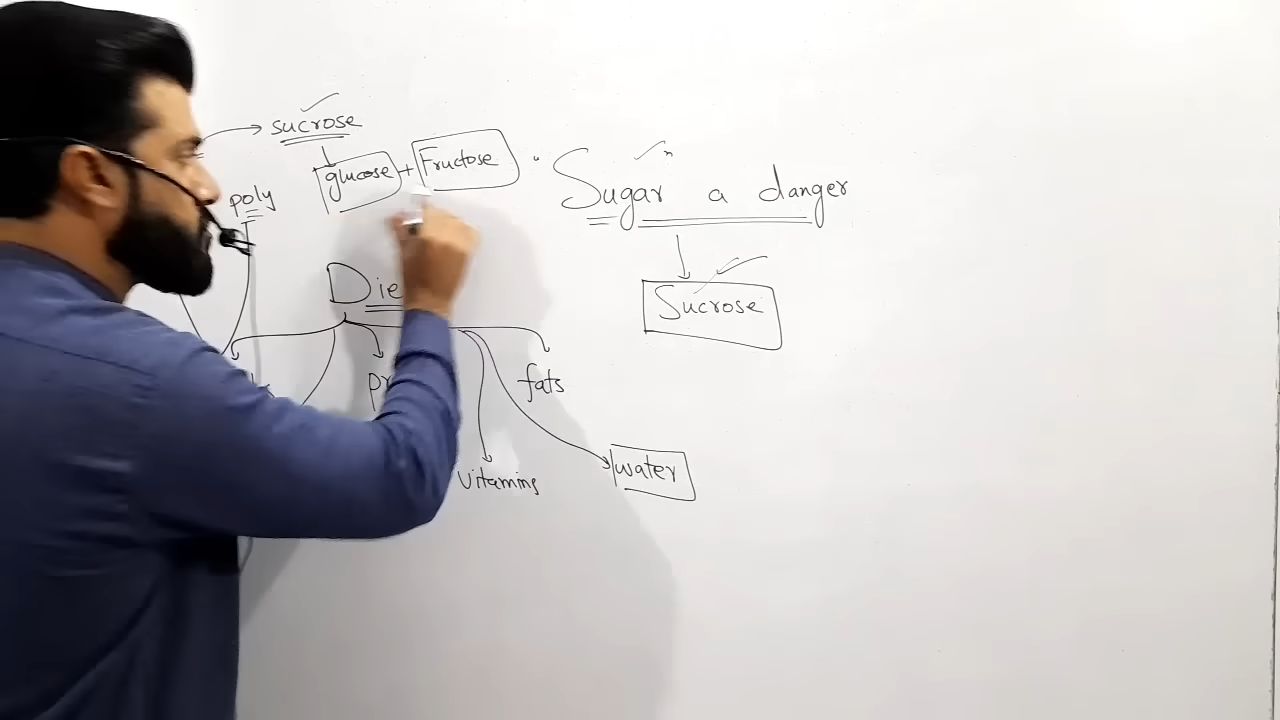 sucrose
glucose + Fructose
poly
Sugar a danger
Sucrose
fats
Vitamins
water